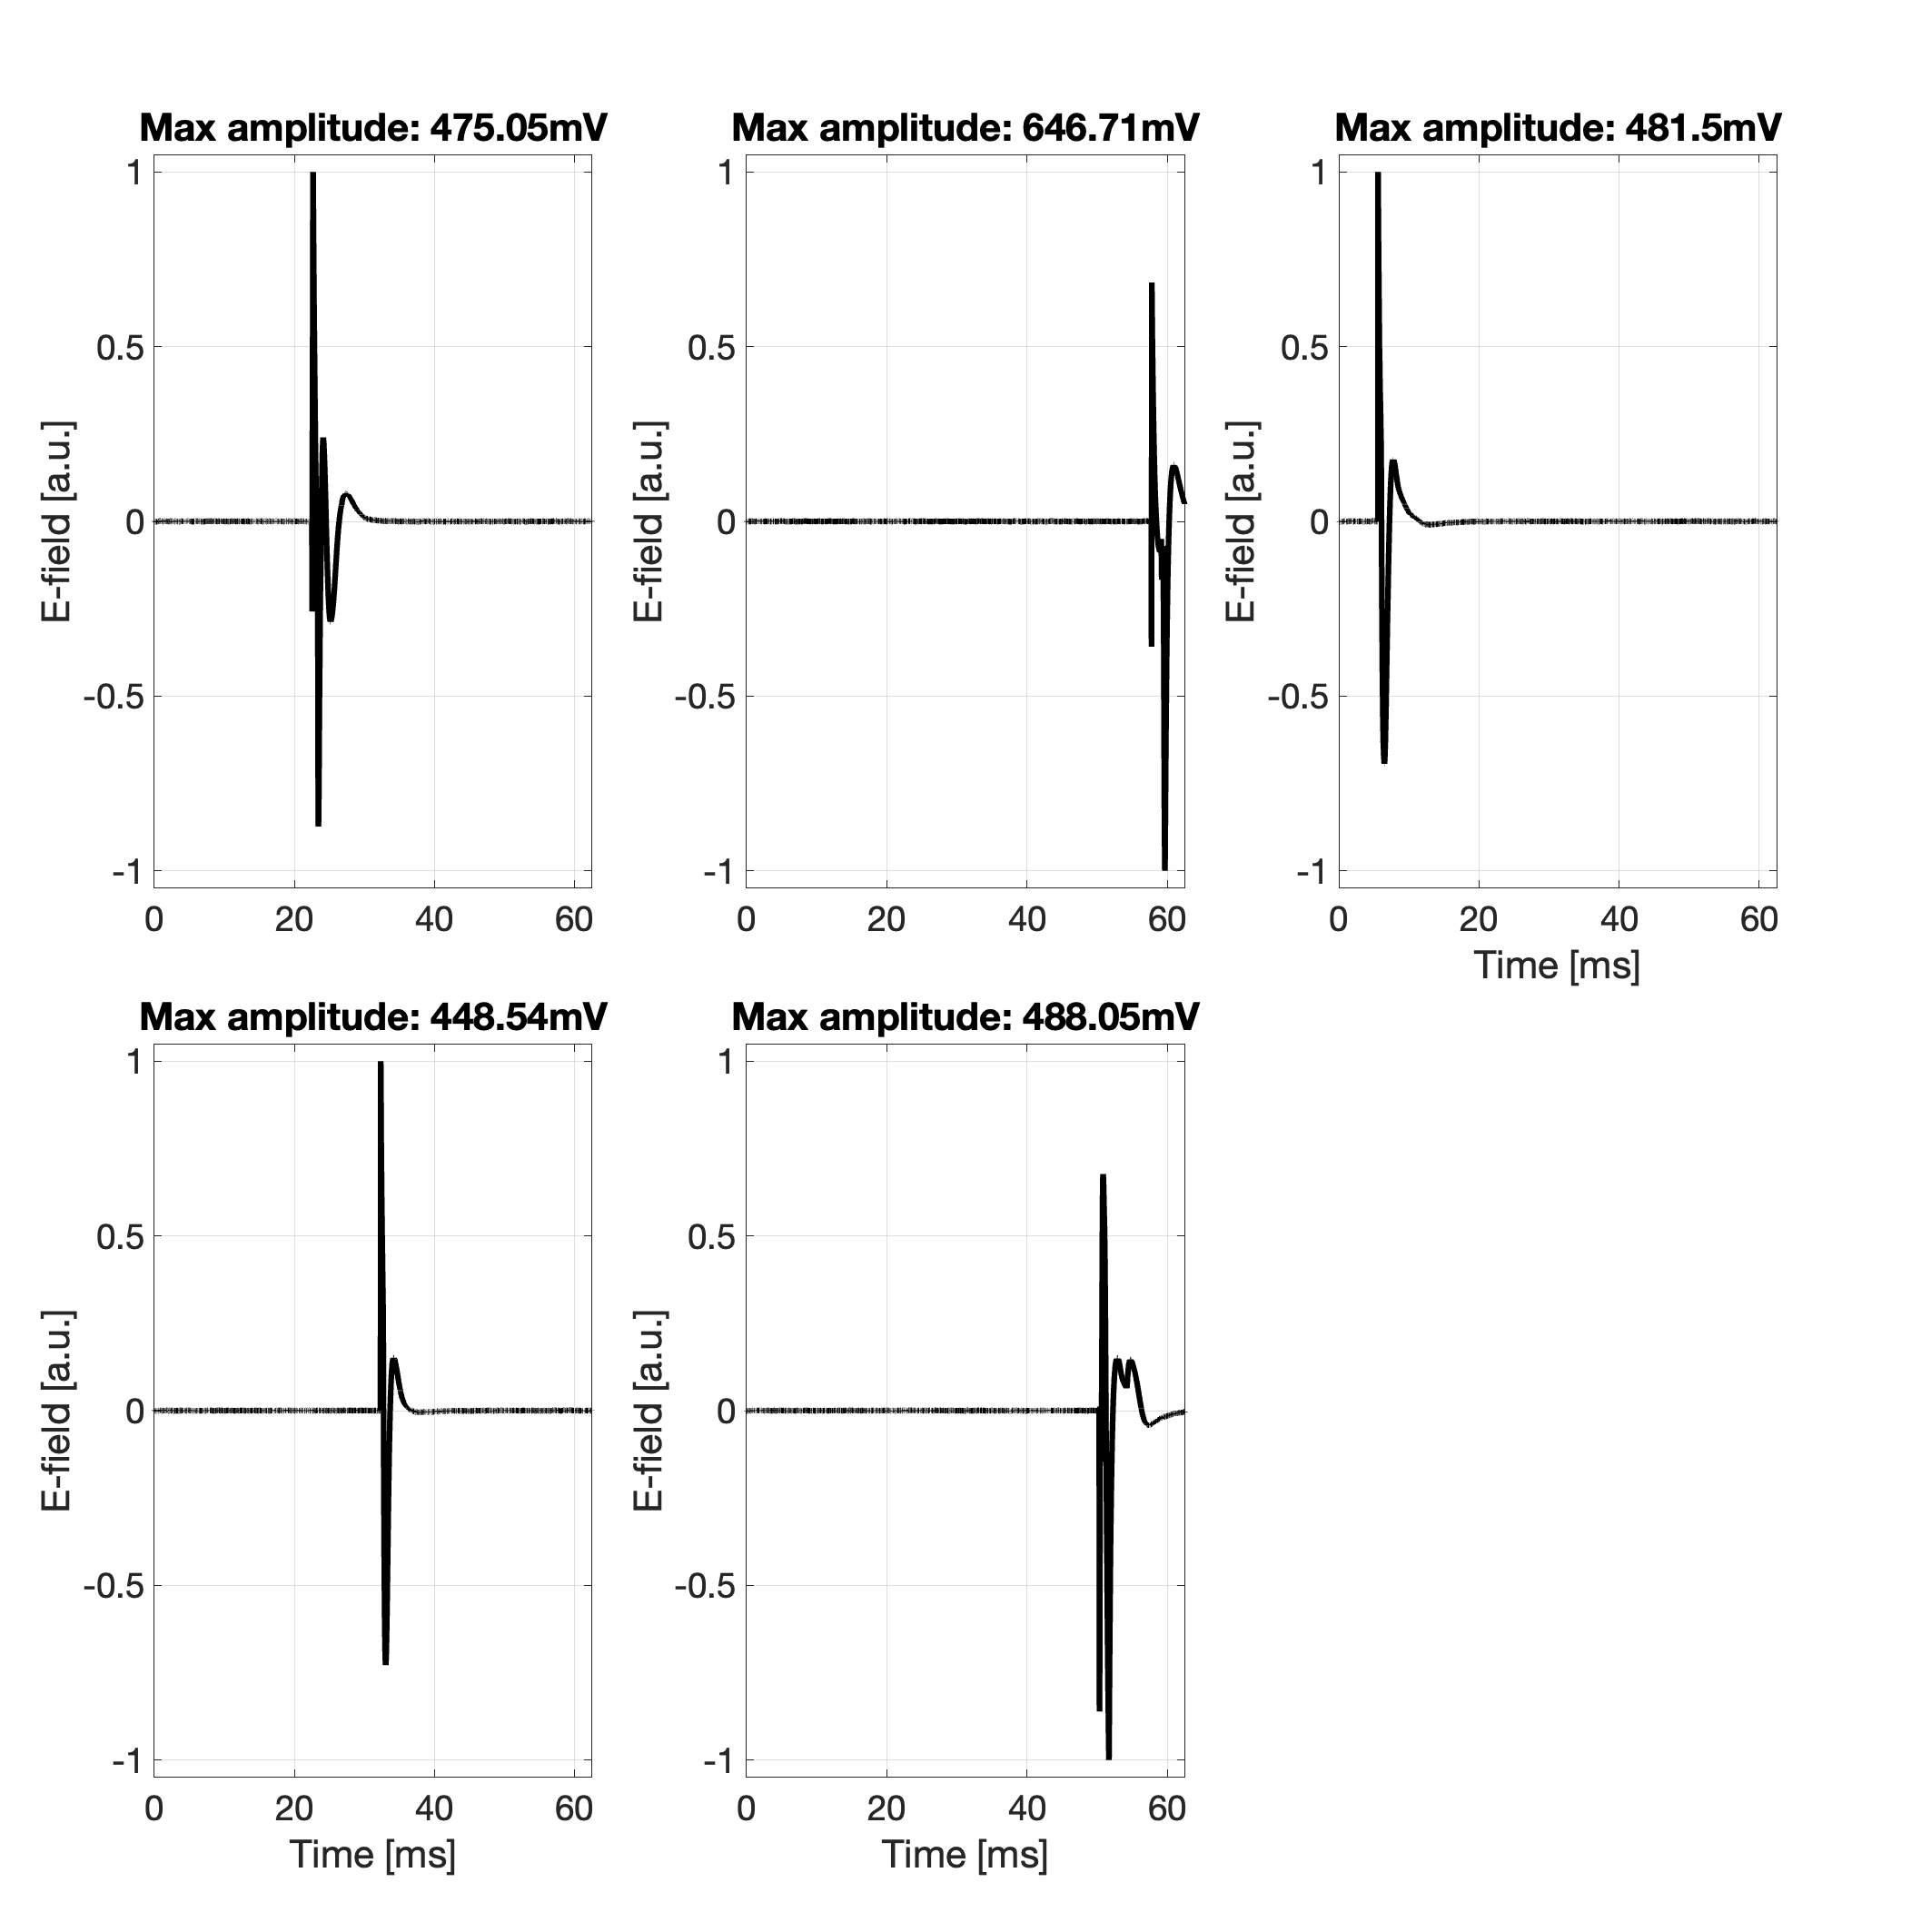 Max amplitude: 475.05mV
1
0.5
0
-0.5
-1
E-field [a.u.]
0 20 40 60
Max amplitude: 646.71mV
1
0.5
0
-0.5
-1
E-field [a.u.]
0 20 40 60
Max amplitude: 481.5mV
1
0.5
0
-0.5
-1
E-field [a.u.]
0 20 40 60
Time [ms]
Max amplitude: 448.54mV
1
0.5
0
-0.5
-1
E-field [a.u.]
0 20 40 60
Time [ms]
Max amplitude: 488.05mV
1
0.5
0
-0.5
-1
E-field [a.u.]
0 20 40 60
Time [ms]